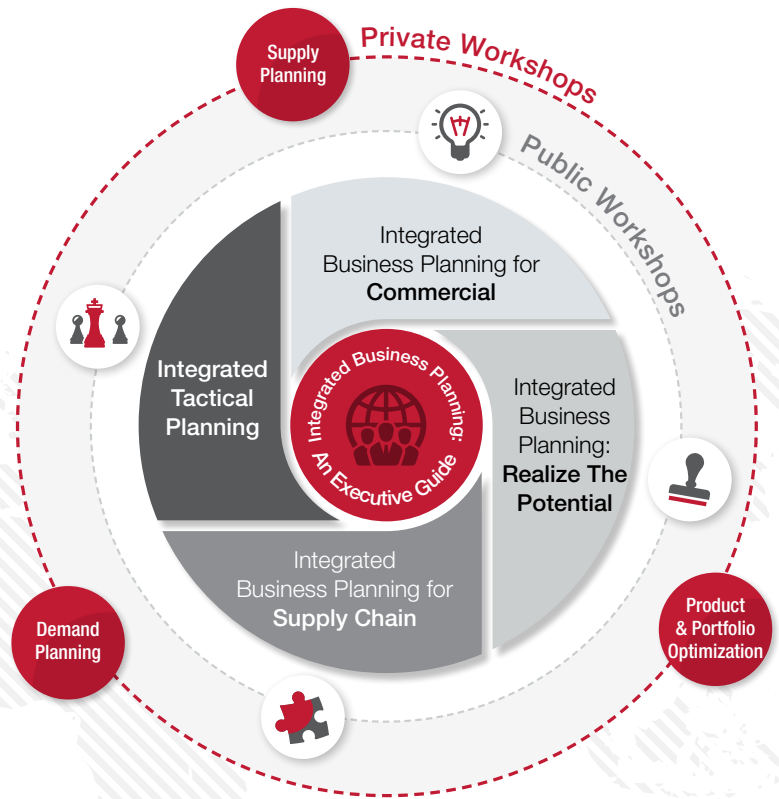 Private Workshops
Supply
Planning
Public Workshops
Integrated
Business Planning for
Commercial
Integrated
Tactical
Planning
Integrated Business Planning:
An Executive Guide
Integrated
Business
Planning:
Realize The
Potential
Integrated
Business Planning for
Supply Chain
Demand
Planning
Product
& Portfolio
Optimization